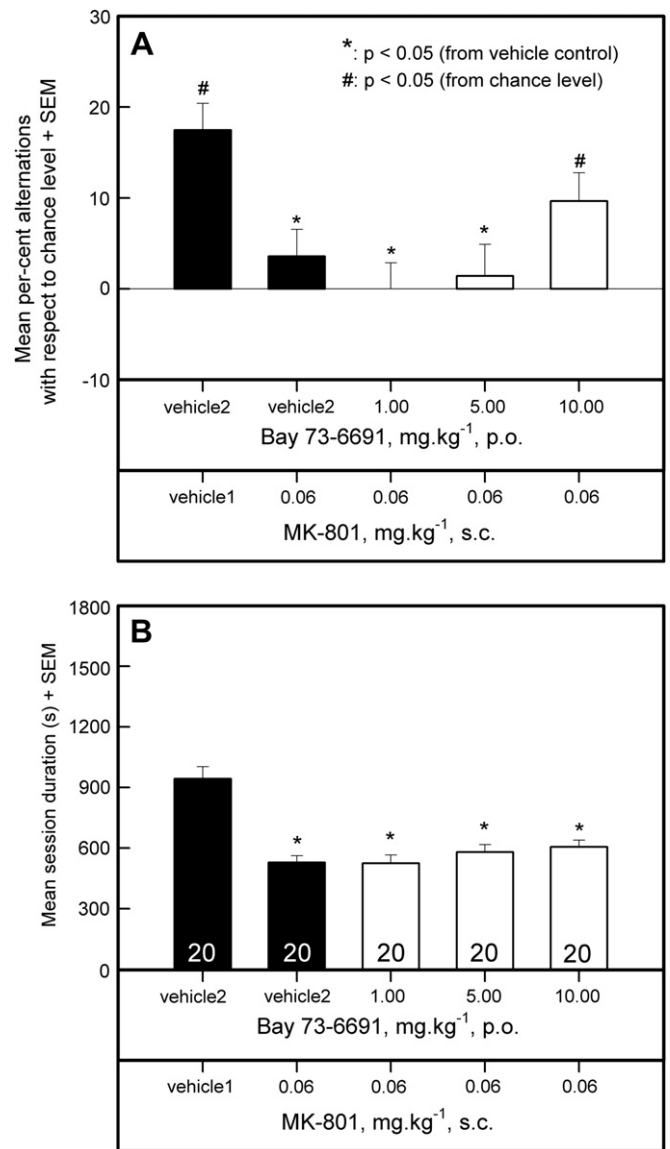 A
*: p < 0.05 (from vehicle control)
#: p < 0.05 (from chance level)
Mean per-cent alternations
with respect to chance level + SEM
30
20
10
0
-10
#
*
*
*
#
vehicle2 vehicle2 1.00 5.00 10.00
Bay 73-6691, mg.kg⁻¹, p.o.
vehicle1 0.06 0.06 0.06 0.06
MK-801, mg.kg⁻¹, s.c.
B
Mean session duration (s) + SEM
1800
1500
1200
900
600
300
0
*
*
*
*
20 20 20 20 20
vehicle2 vehicle2 1.00 5.00 10.00
Bay 73-6691, mg.kg⁻¹, p.o.
vehicle1 0.06 0.06 0.06 0.06
MK-801, mg.kg⁻¹, s.c.